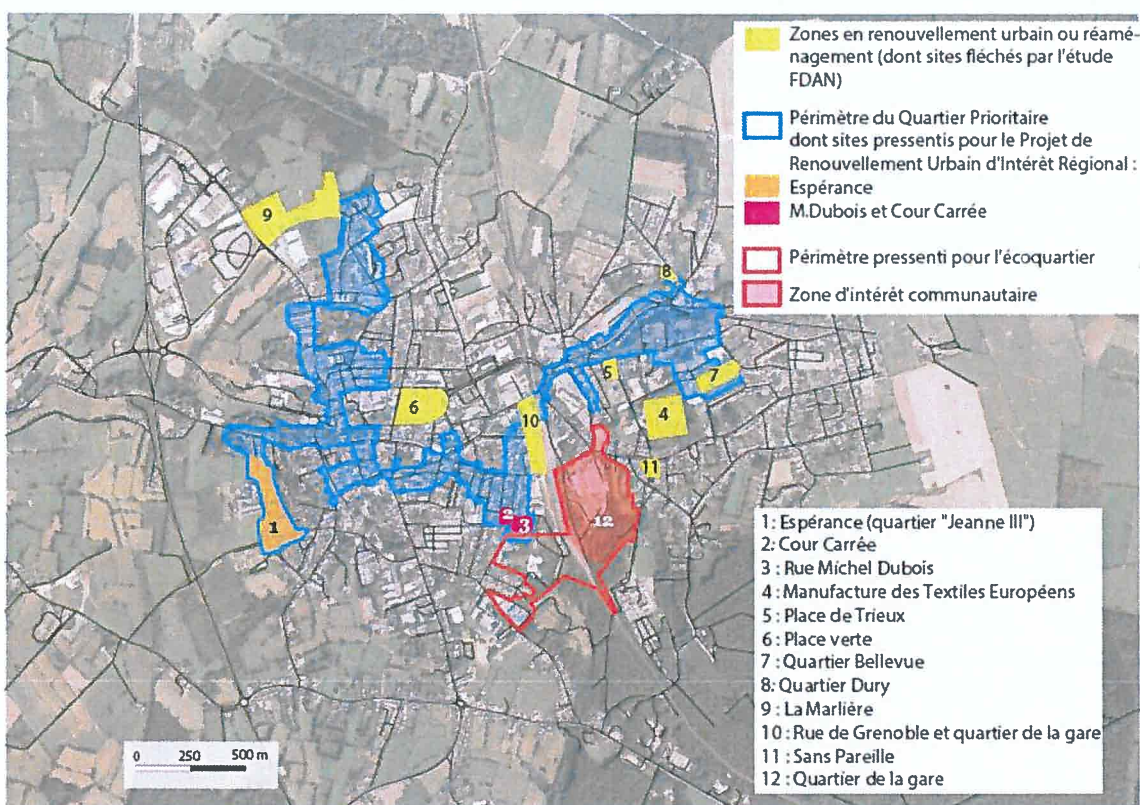 Zones en renouvellement urbain ou réamé-
nagement (dont sites fléchés par l'étude
FDAN)
Périmètre du Quartier Prioritaire
dont sites pressentis pour le Projet de
Renouvellement Urbain d'Intérêt Régional :
Espérance
M.Dubois et Cour Carrée
Périmètre pressenti pour l'écoquartier
Zone d'intérêt communautaire
9
8
5
7
6
4
10
11
1
2
3
12
1: Espérance (quartier "Jeanne III")
2: Cour Carrée
3 : Rue Michel Dubois
4 : Manufacture des Textiles Européens
5 : Place de Trieux
6 : Place verte
7 : Quartier Bellevue
8: Quartier Dury
9 : La Marlière
10 : Rue de Grenoble et quartier de la gare
11 : Sans Pareille
12 : Quartier de la gare
0 250 500 m